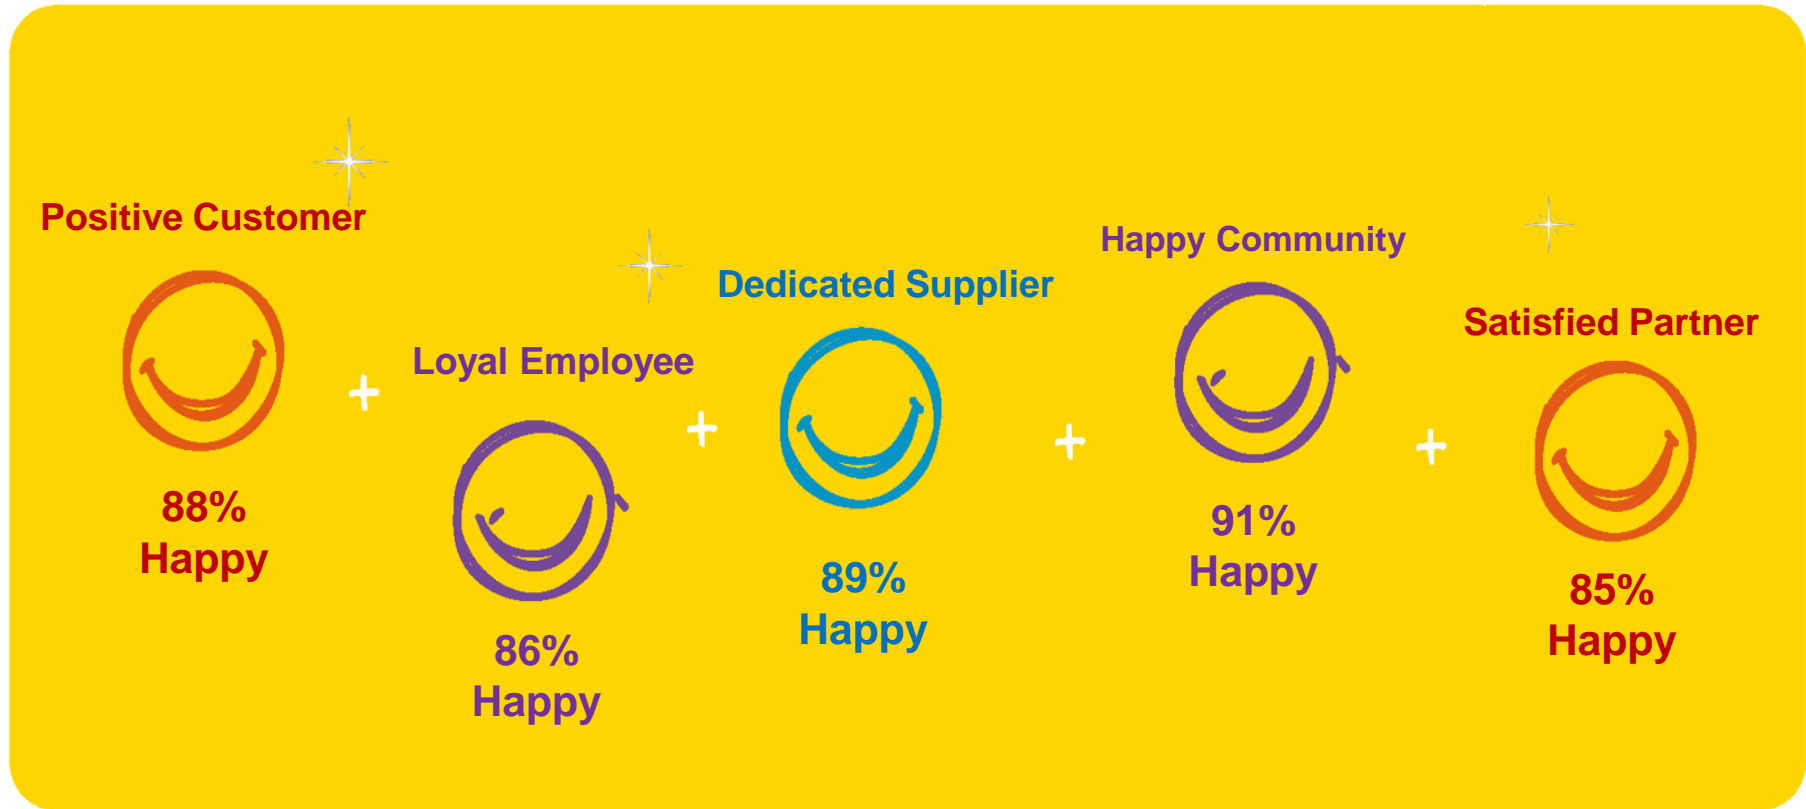 Positive Customer
88%
Happy
+
Loyal Employee
86%
Happy
+
Dedicated Supplier
89%
Happy
+
Happy Community
91%
Happy
+
Satisfied Partner
85%
Happy